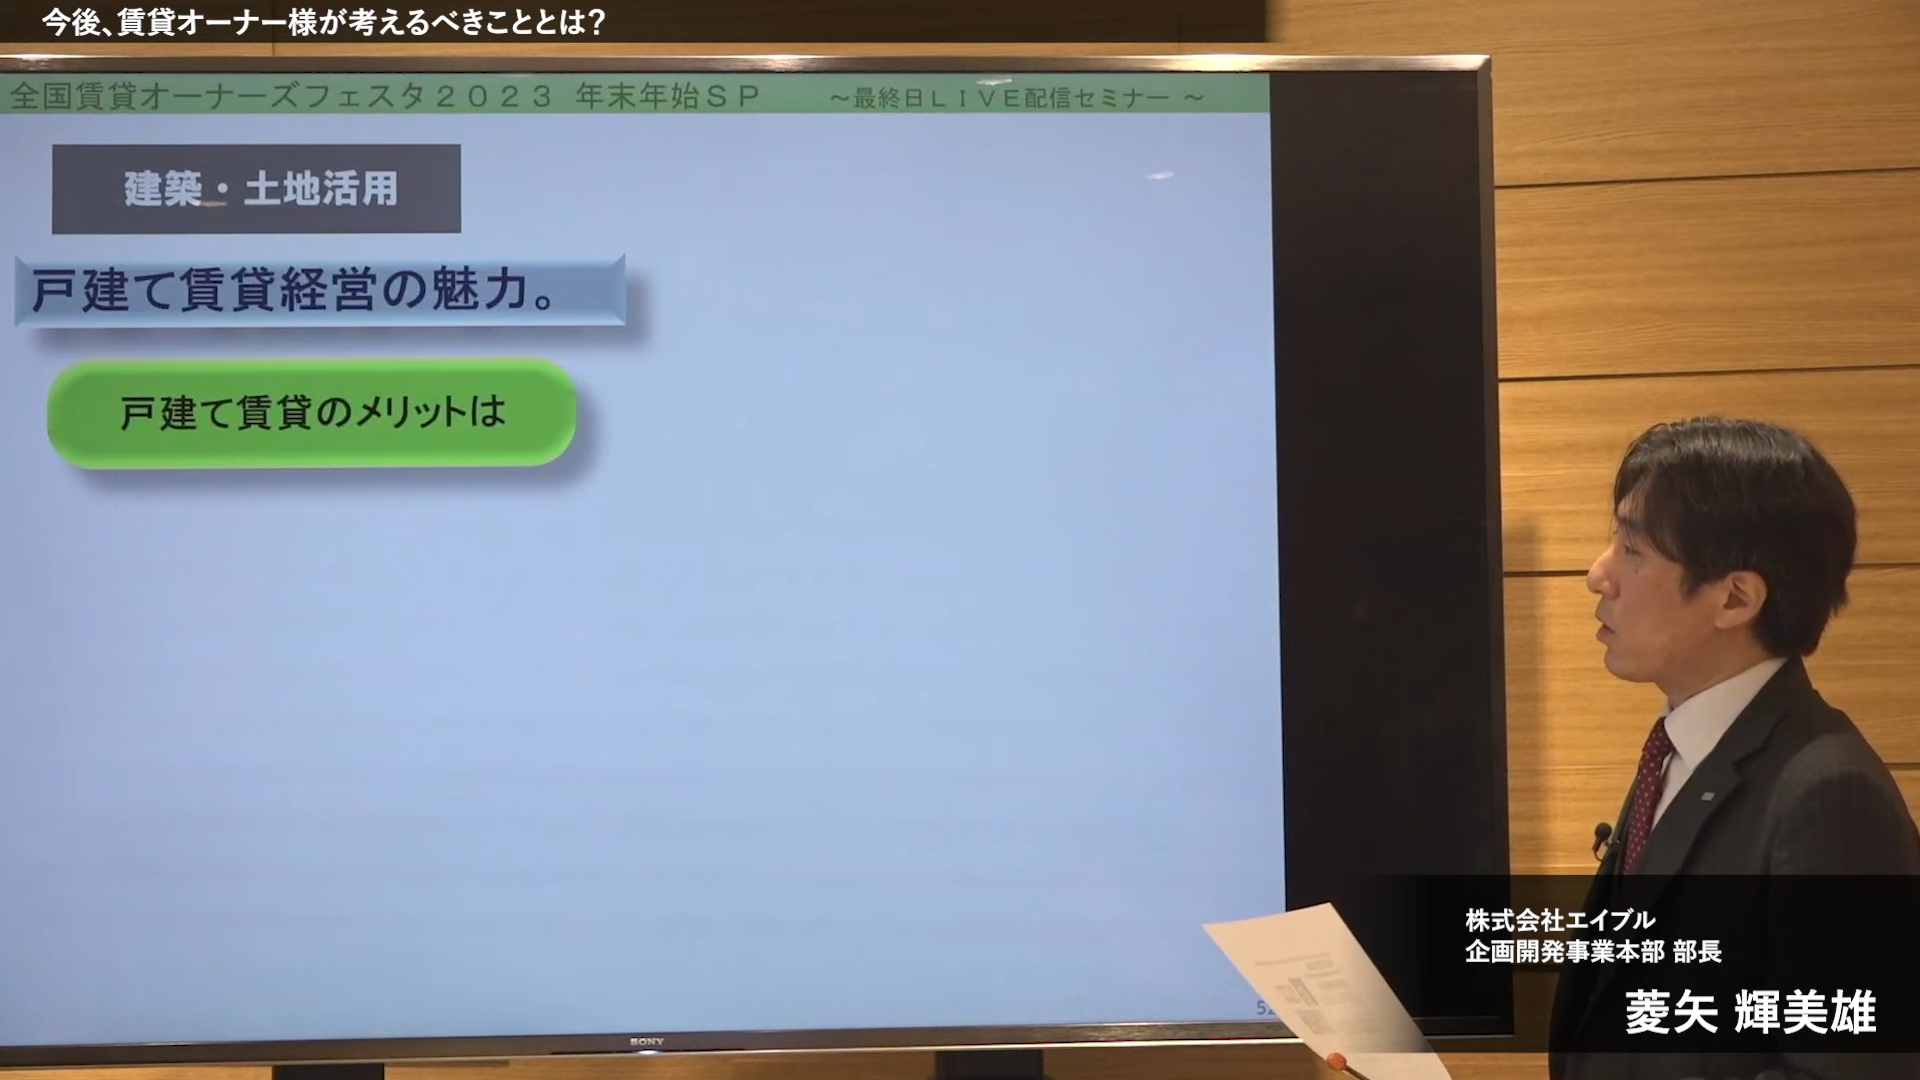 今後、賃貸オーナー様が考えるべきこととは?
全国賃貸オーナーズフェスタ2023 年末年始SP ～最終日LIVE配信セミナー ～
建築・土地活用
戸建て賃貸経営の魅力。
戸建て賃貸のメリットは
SONY
株式会社エイブル
企画開発事業本部 部長
菱矢 輝美雄